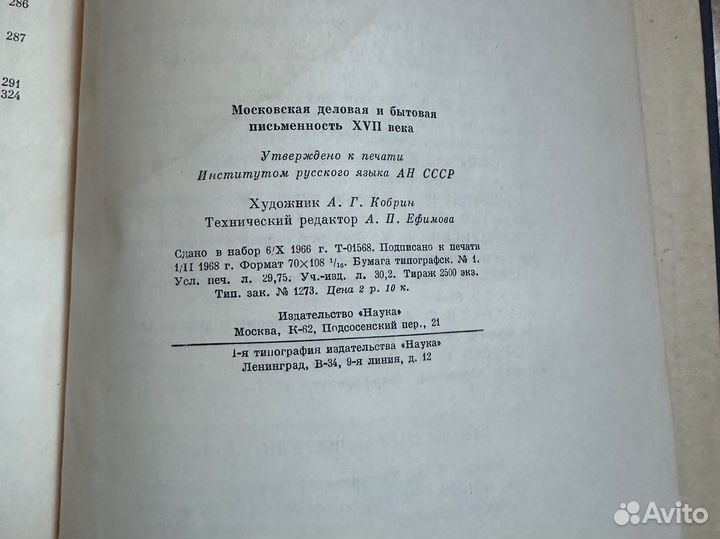 286
287
291
324
Московская деловая и бытовая
письменность XVII века
Утверждено к печати
Институтом русского языка АН СССР
Художник А. Г. Кобрин
Технический редактор А. П. Ефимова
Сдано в набор 6/X 1966 г. Т-01568. Подписано к печати
1/II 1968 г. Формат 70×108 1/16. Бумага типографск. № 1.
Усл. печ. л. 29,75. Уч.-изд. л. 30,2. Тираж 2500 экз.
Тип. зак. № 1273. Цена 2 р. 10 к.
Издательство «Наука»
Москва, К-62, Подсосенский пер., 21
1-я типография издательства «Наука»
Ленинград, В-34, 9-я линия, д. 12
Avito